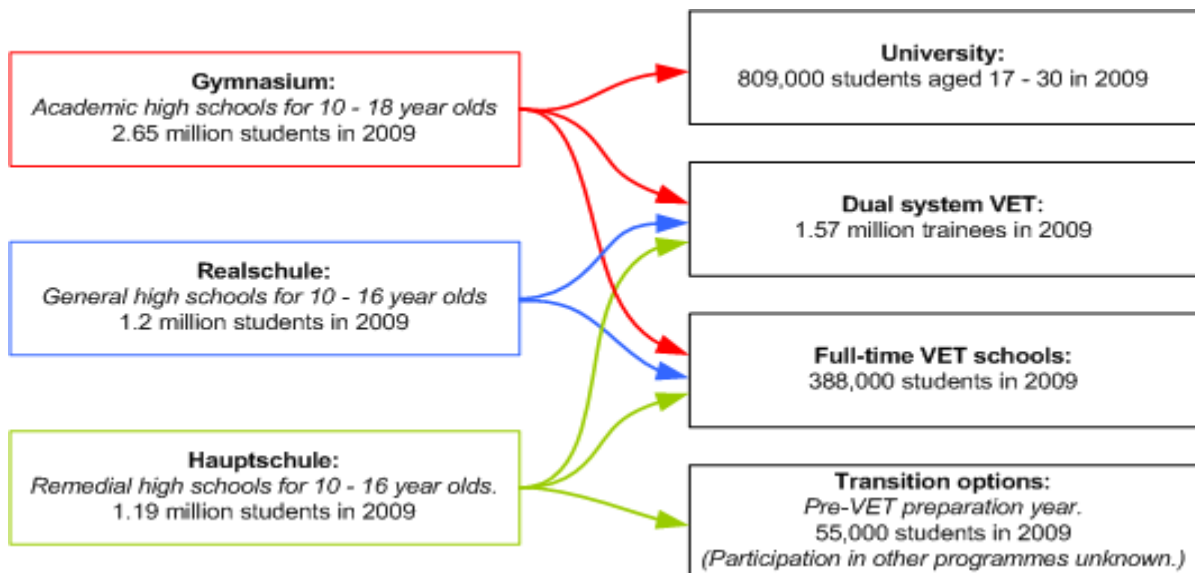 Gymnasium:
Academic high schools for 10 - 18 year olds
2.65 million students in 2009
Realschule:
General high schools for 10 - 16 year olds
1.2 million students in 2009
Hauptschule:
Remedial high schools for 10 - 16 year olds.
1.19 million students in 2009
University:
809,000 students aged 17 - 30 in 2009
Dual system VET:
1.57 million trainees in 2009
Full-time VET schools:
388,000 students in 2009
Transition options:
Pre-VET preparation year.
55,000 students in 2009
(Participation in other programmes unknown.)